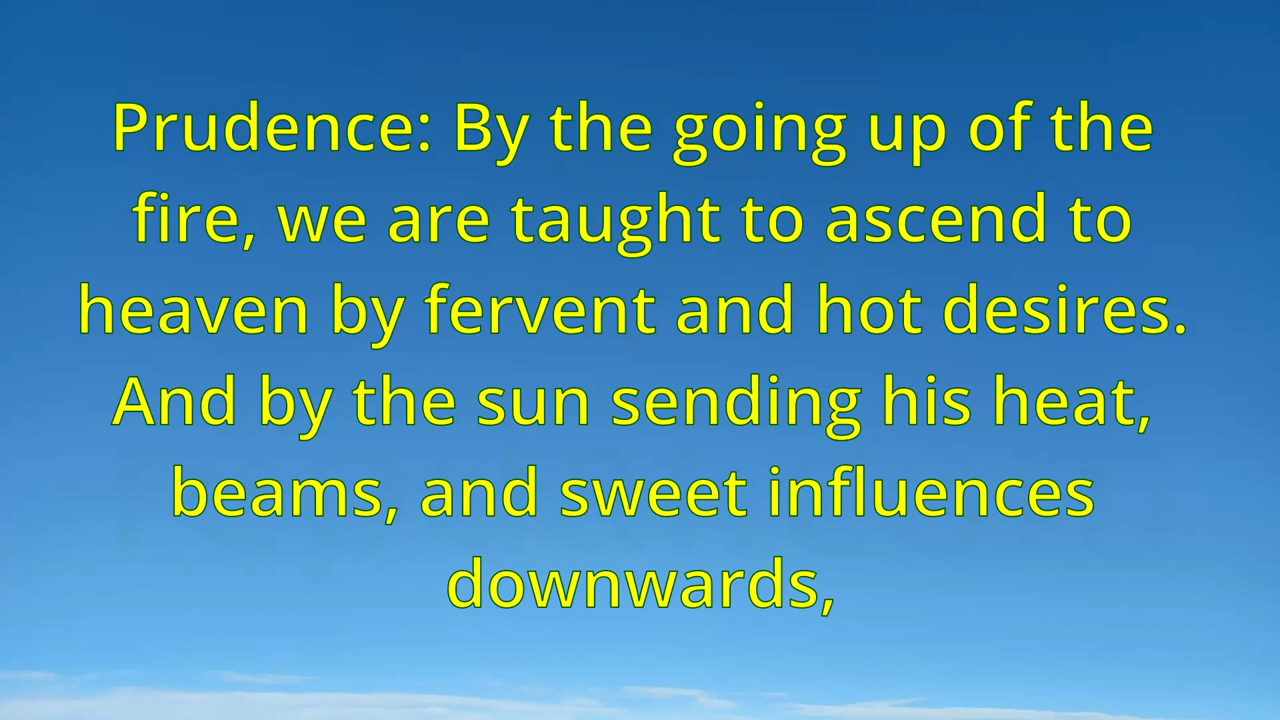 Prudence: By the going up of the
fire, we are taught to ascend to
heaven by fervent and hot desires.
And by the sun sending his heat,
beams, and sweet influences
downwards,